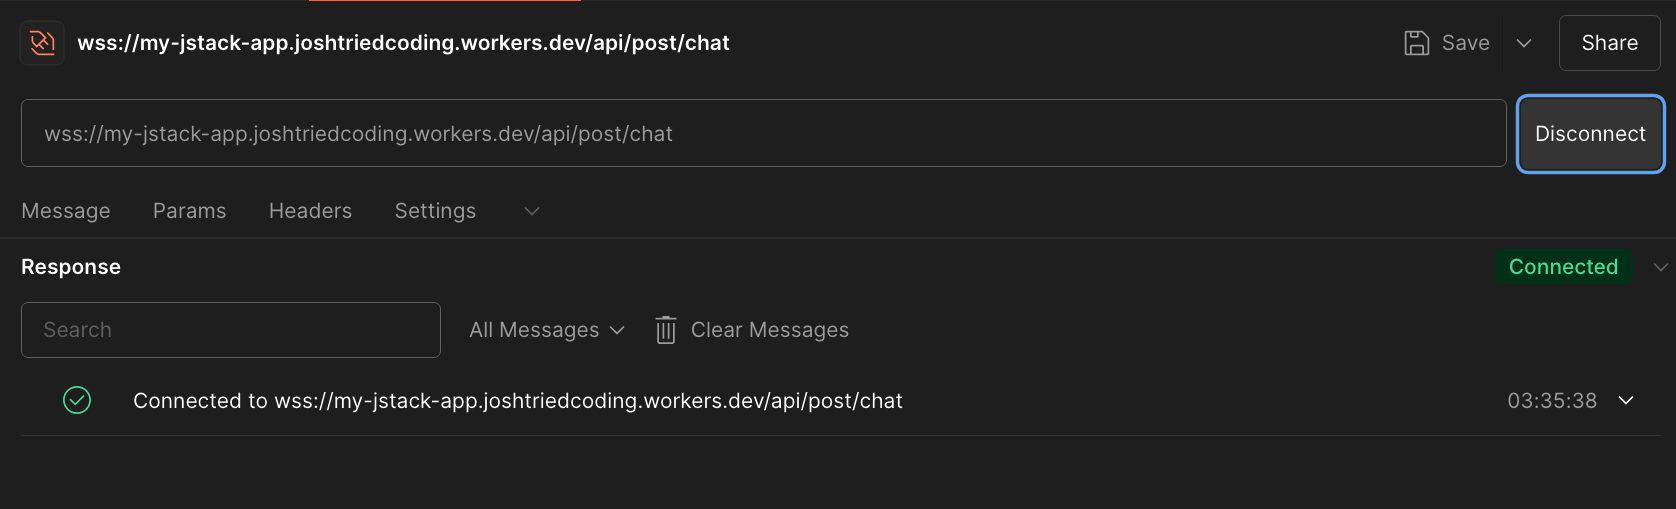 wss://my-jstack-app.joshtriedcoding.workers.dev/api/post/chat Save Share
wss://my-jstack-app.joshtriedcoding.workers.dev/api/post/chat Disconnect
Message Params Headers Settings
Response Connected
Search All Messages Clear Messages
Connected to wss://my-jstack-app.joshtriedcoding.workers.dev/api/post/chat 03:35:38